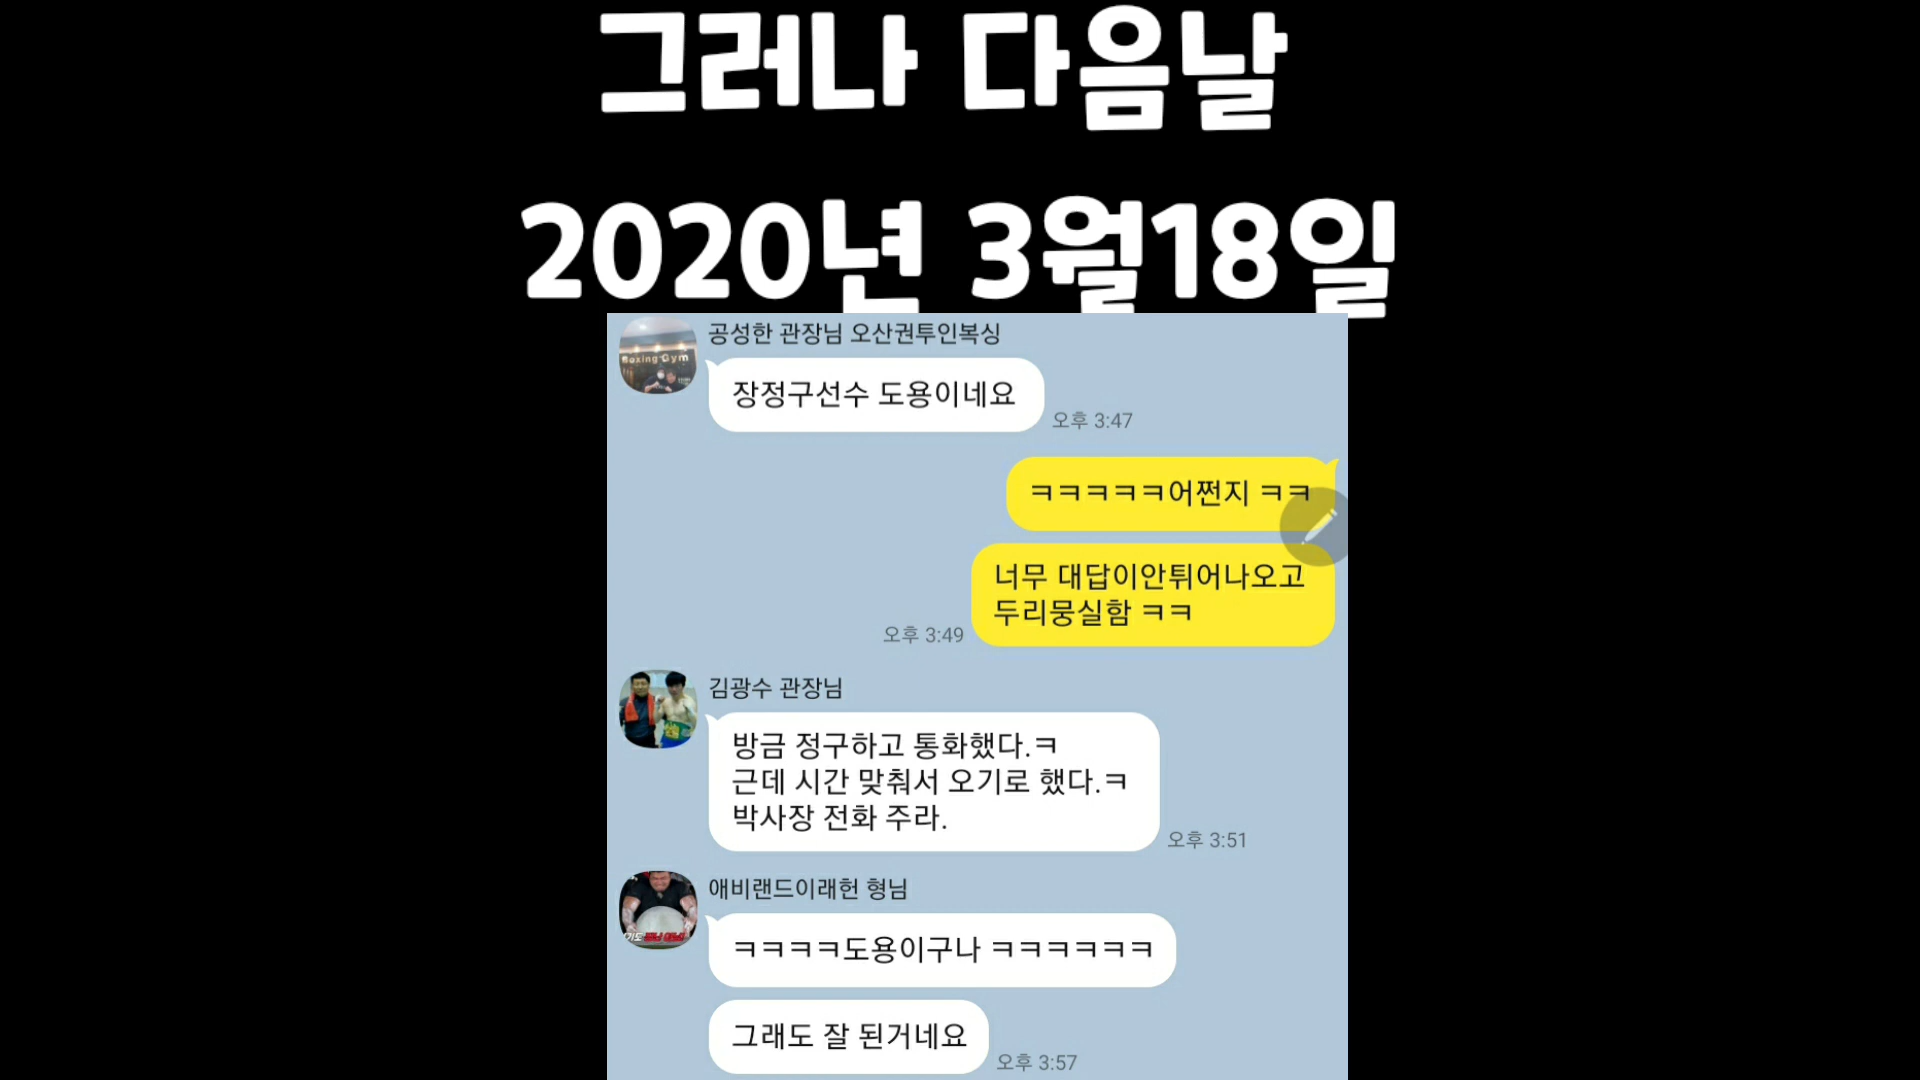 그러나 다음날
2020년 3월18일
공성한 관장님 오산권투인복싱
Boxing Gym
장정구선수 도용이네요
오후 3:47
ㅋㅋㅋㅋㅋ어쩐지 ㅋㅋ
너무 대답이안튀어나오고
두리뭉실함 ㅋㅋ
오후 3:49
김광수 관장님
방금 정구하고 통화했다.ㅋ
근데 시간 맞춰서 오기로 했다.ㅋ
박사장 전화 주라.
오후 3:51
애비랜드이래헌 형님
ㅋㅋㅋㅋ도용이구나 ㅋㅋㅋㅋㅋㅋ
그래도 잘 된거네요
오후 3:57